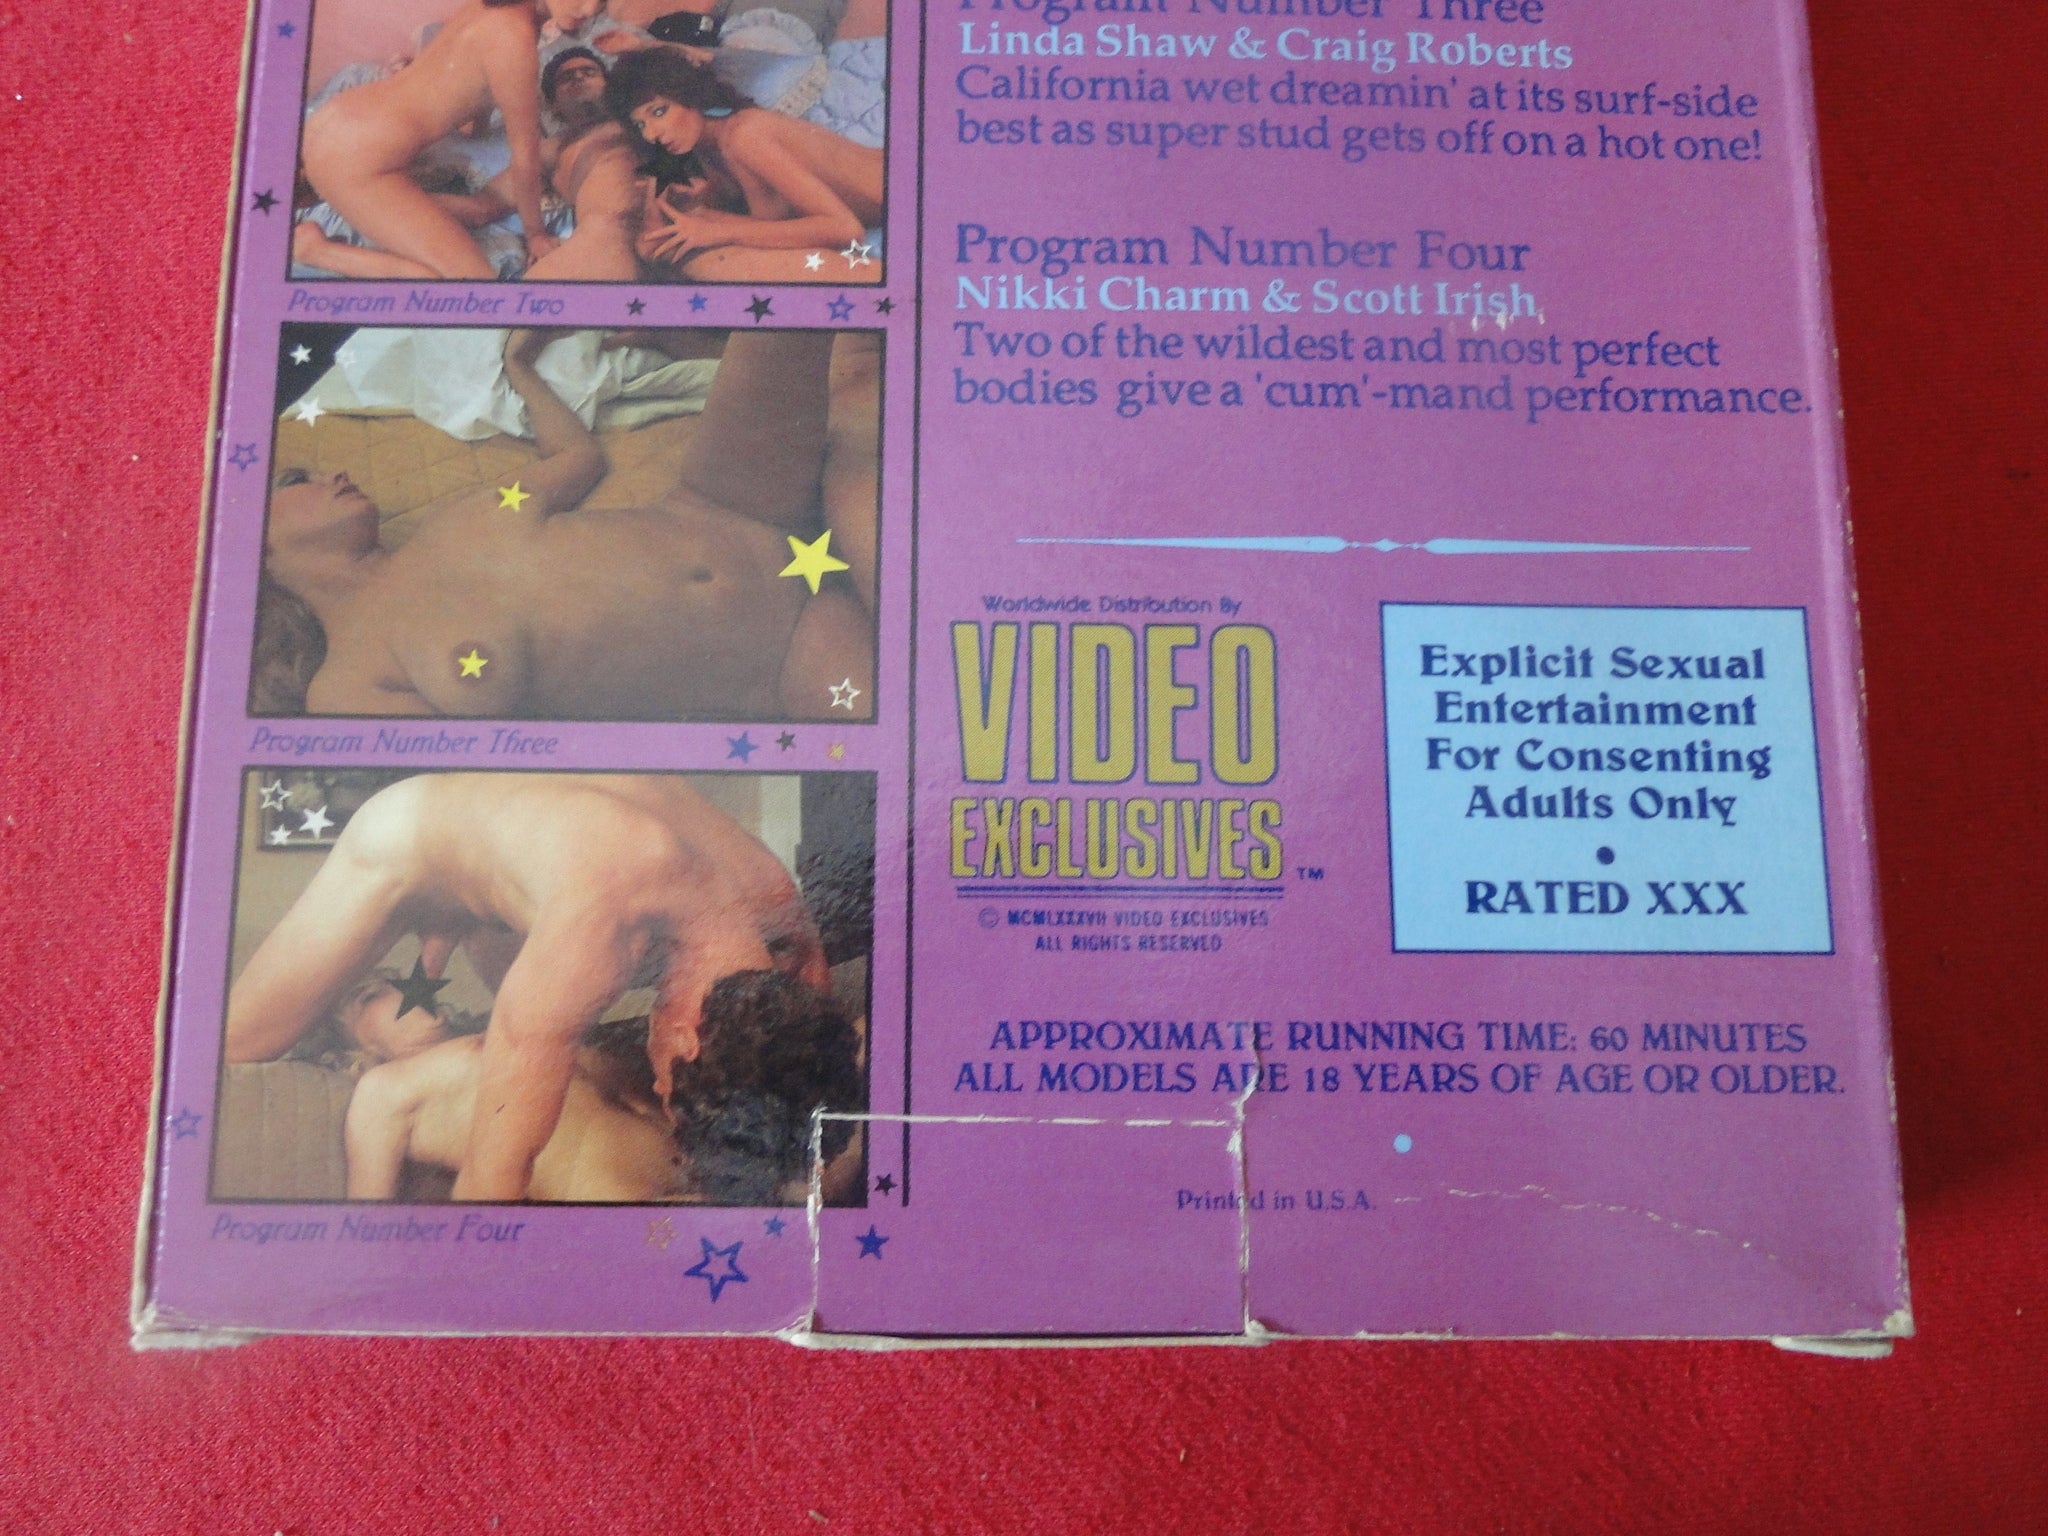 Program Number Three
Linda Shaw & Craig Roberts
California wet dreamin' at its surf-side
best as super stud gets off on a hot one!
Program Number Four
Nikki Charm & Scott Irish
Two of the wildest and most perfect
bodies give a 'cum'-mand performance.
Program Number Two
Program Number Three
Program Number Four
Worldwide Distribution By
VIDEO
EXCLUSIVES ™
© MCMLXXXVII VIDEO EXCLUSIVES
ALL RIGHTS RESERVED
Explicit Sexual
Entertainment
For Consenting
Adults Only
•
RATED XXX
APPROXIMATE RUNNING TIME: 60 MINUTES
ALL MODELS ARE 18 YEARS OF AGE OR OLDER.
Printed in U.S.A.